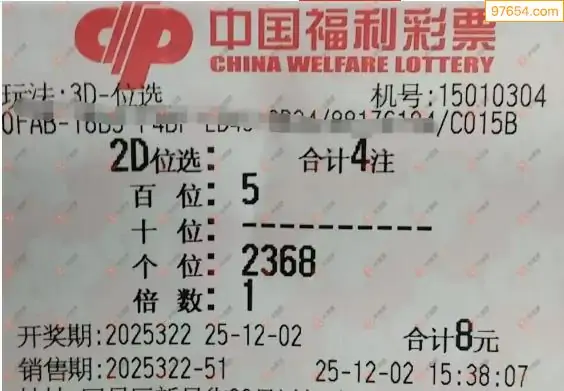 97654.com
中国福利彩票
CHINA WELFARE LOTTERY
玩法:3D-位选 机号:15010304
/C015B
2D位选: 合计4注
百 位: 5
十 位: ----------
个 位: 2368
倍 数: 1
开奖期:2025322 25-12-02 合计8元
销售期:2025322-51 25-12-02 15:38:07